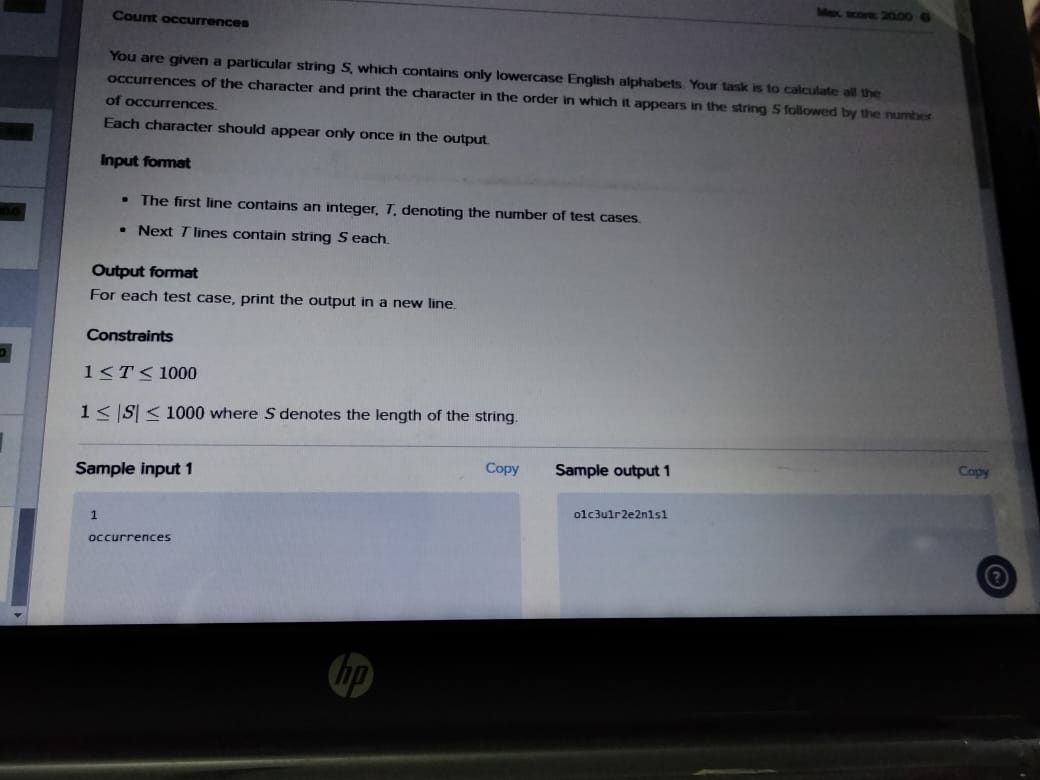 Max. score: 20.00
Count occurrences
You are given a particular string S, which contains only lowercase English alphabets. Your task is to calculate all the
occurrences of the character and print the character in the order in which it appears in the string S followed by the number
of occurrences.
Each character should appear only once in the output.
Input format
• The first line contains an integer, T, denoting the number of test cases.
• Next T lines contain string S each.
Output format
For each test case, print the output in a new line.
Constraints
1 ≤ T ≤ 1000
1 ≤ |S| ≤ 1000 where S denotes the length of the string.
Sample input 1
Copy
Sample output 1
Copy
1
occurrences
o1c3u1r2e2n1s1
?
hp